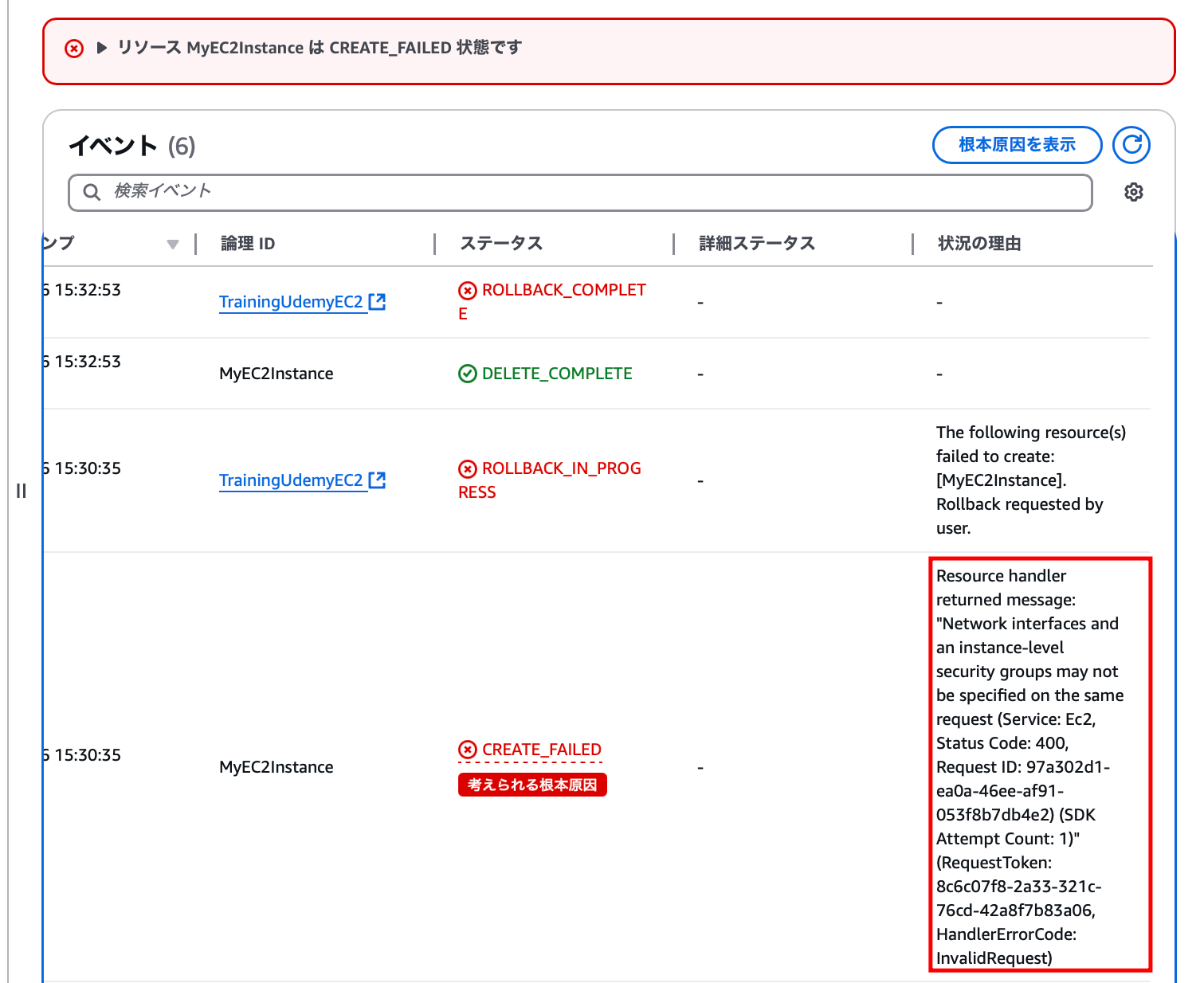 リソース MyEC2Instance は CREATE_FAILED 状態です
イベント (6)
根本原因を表示
検索イベント
ンプ
論理 ID
ステータス
詳細ステータス
状況の理由
15:32:53
TrainingUdemyEC2
ROLLBACK_COMPLET
E
-
-
15:32:53
MyEC2Instance
DELETE_COMPLETE
-
-
15:30:35
TrainingUdemyEC2
ROLLBACK_IN_PROG
RESS
-
The following resource(s)
failed to create:
[MyEC2Instance].
Rollback requested by
user.
15:30:35
MyEC2Instance
CREATE_FAILED
考えられる根本原因
-
Resource handler
returned message:
"Network interfaces and
an instance-level
security groups may not
be specified on the same
request (Service: Ec2,
Status Code: 400,
Request ID: 97a302d1-
ea0a-46ee-af91-
053f8b7db4e2) (SDK
Attempt Count: 1)"
(RequestToken:
8c6c07f8-2a33-321c-
76cd-42a8f7b83a06,
HandlerErrorCode:
InvalidRequest)